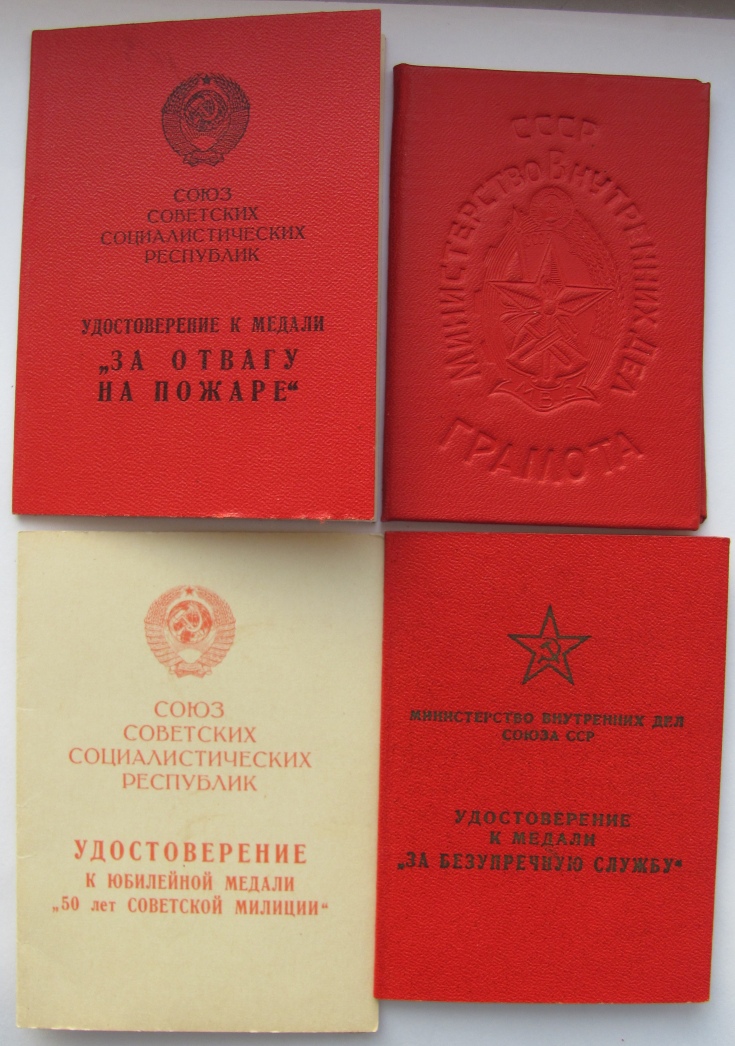 СОЮЗ
СОВЕТСКИХ
СОЦИАЛИСТИЧЕСКИХ
РЕСПУБЛИК
УДОСТОВЕРЕНИЕ К МЕДАЛИ
„ЗА ОТВАГУ
НА ПОЖАРЕ“
СССР
МИНИСТЕРСТВО ВНУТРЕННИХ ДЕЛ
ГРАМОТА
СОЮЗ
СОВЕТСКИХ
СОЦИАЛИСТИЧЕСКИХ
РЕСПУБЛИК
УДОСТОВЕРЕНИЕ
К ЮБИЛЕЙНОЙ МЕДАЛИ
„50 лет СОВЕТСКОЙ МИЛИЦИИ“
МИНИСТЕРСТВО ВНУТРЕННИХ ДЕЛ
СОЮЗА ССР
УДОСТОВЕРЕНИЕ
К МЕДАЛИ
„ЗА БЕЗУПРЕЧНУЮ СЛУЖБУ“